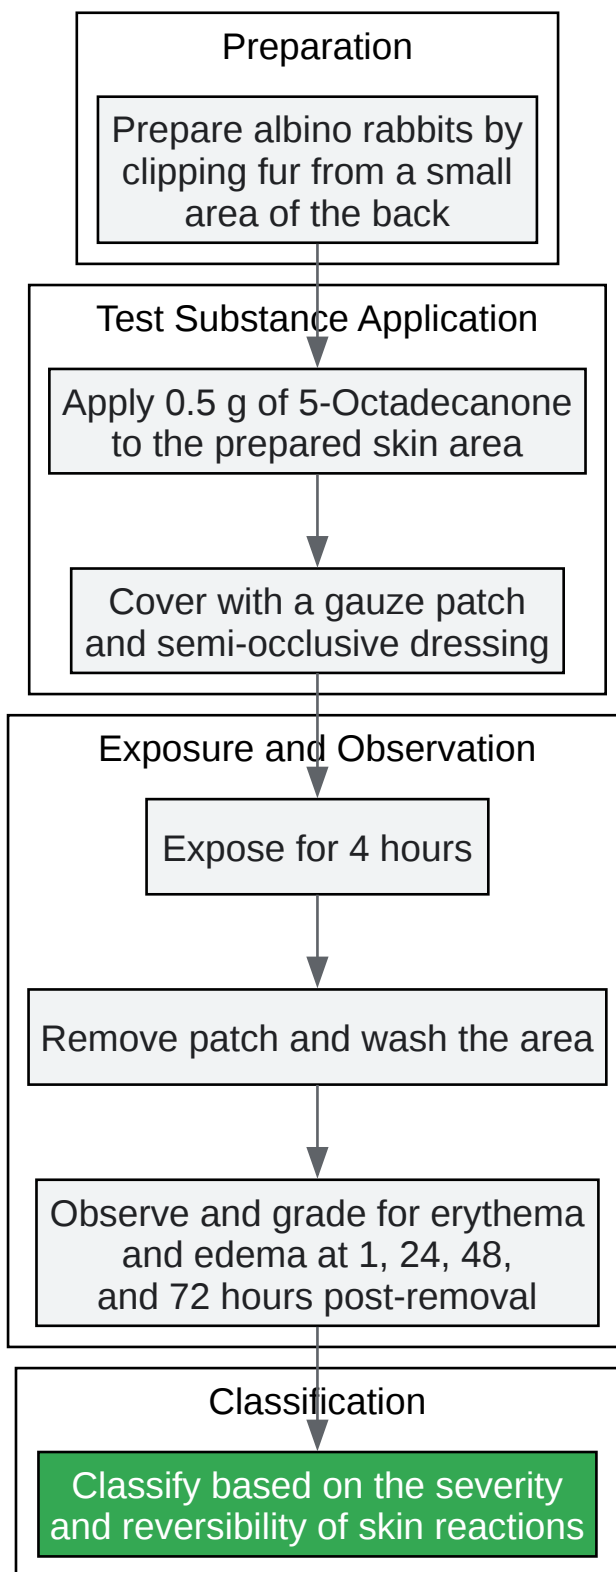 Preparation
Prepare albino rabbits by
clipping fur from a small
area of the back
Test Substance Application
Apply 0.5 g of 5-Octadecanone
to the prepared skin area
Cover with a gauze patch
and semi-occlusive dressing
Exposure and Observation
Expose for 4 hours
Remove patch and wash the area
Observe and grade for erythema
and edema at 1, 24, 48,
and 72 hours post-removal
Classification
Classify based on the severity
and reversibility of skin reactions